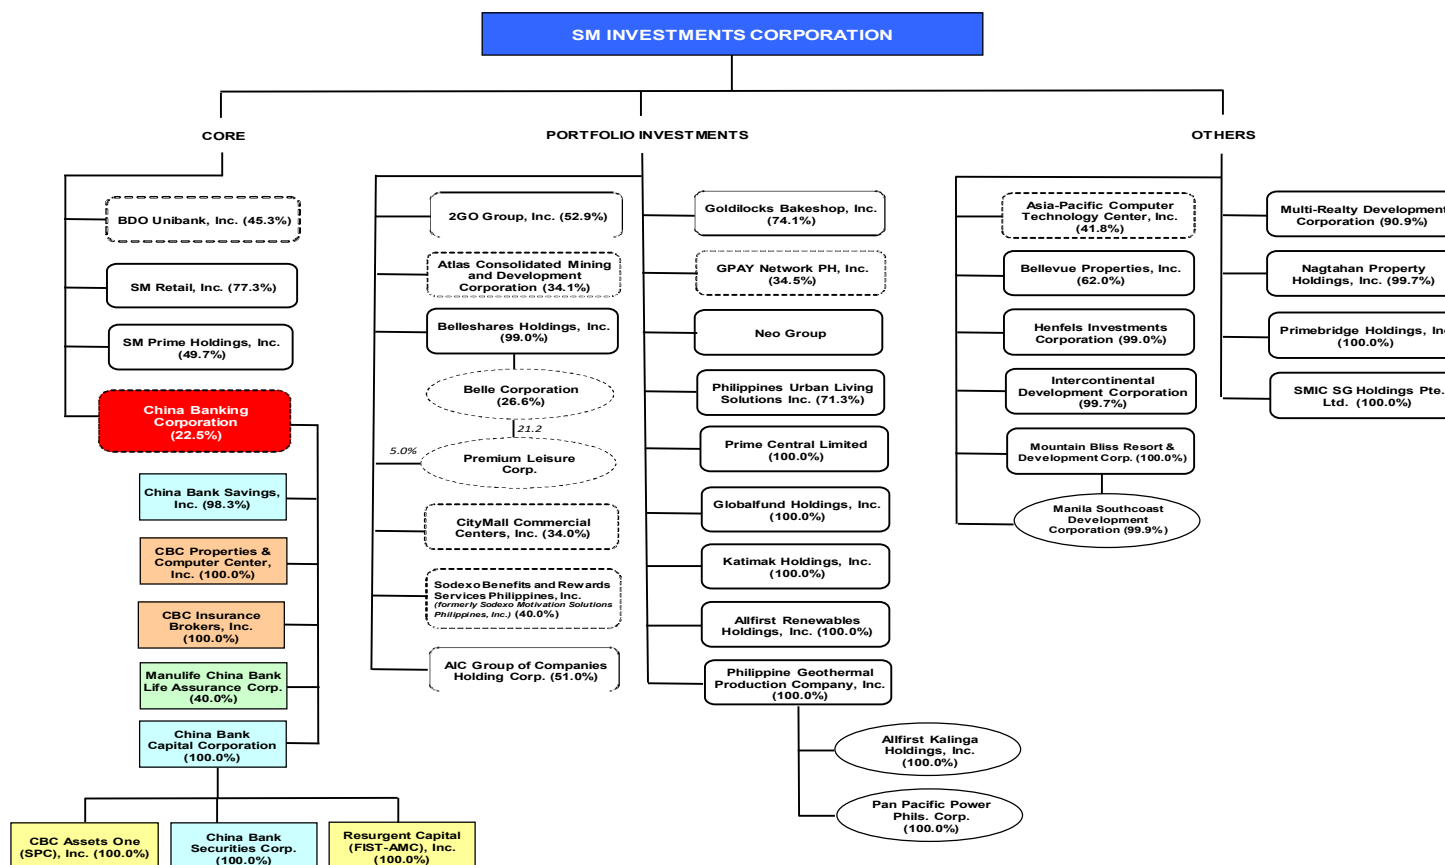 SM INVESTMENTS CORPORATION
CORE
PORTFOLIO INVESTMENTS
OTHERS
BDO Unibank, Inc. (45.3%)
SM Retail, Inc. (77.3%)
SM Prime Holdings, Inc.
(49.7%)
China Banking
Corporation
(22.5%)
China Bank Savings,
Inc. (98.3%)
CBC Properties &
Computer Center,
Inc. (100.0%)
CBC Insurance
Brokers, Inc.
(100.0%)
Manulife China Bank
Life Assurance Corp.
(40.0%)
China Bank
Capital Corporation
(100.0%)
CBC Assets One
(SPC), Inc. (100.0%)
China Bank
Securities Corp.
(100.0%)
Resurgent Capital
(FIST-AMC), Inc.
(100.0%)
2GO Group, Inc. (52.9%)
Atlas Consolidated Mining
and Development
Corporation (34.1%)
Belleshares Holdings, Inc.
(99.0%)
Belle Corporation
(26.6%)
21.2
5.0%
Premium Leisure
Corp.
CityMall Commercial
Centers, Inc. (34.0%)
Sodexo Benefits and Rewards
Services Philippines, Inc.
(formerly Sodexo Motivation Solutions
Philippines, Inc.) (40.0%)
AIC Group of Companies
Holding Corp. (51.0%)
Goldilocks Bakeshop, Inc.
(74.1%)
GPAY Network PH, Inc.
(34.5%)
Neo Group
Philippines Urban Living
Solutions Inc. (71.3%)
Prime Central Limited
(100.0%)
Globalfund Holdings, Inc.
(100.0%)
Katimak Holdings, Inc.
(100.0%)
Allfirst Renewables
Holdings, Inc. (100.0%)
Philippine Geothermal
Production Company, Inc.
(100.0%)
Allfirst Kalinga
Holdings, Inc.
(100.0%)
Pan Pacific Power
Phils. Corp.
(100.0%)
Asia-Pacific Computer
Technology Center, Inc.
(41.8%)
Bellevue Properties, Inc.
(62.0%)
Henfels Investments
Corporation (99.0%)
Intercontinental
Development Corporation
(99.7%)
Mountain Bliss Resort &
Development Corp. (100.0%)
Manila Southcoast
Development
Corporation (99.9%)
Multi-Realty Development
Corporation (90.9%)
Nagtahan Property
Holdings, Inc. (99.7%)
Primebridge Holdings, Inc
(100.0%)
SMIC SG Holdings Pte.
Ltd. (100.0%)